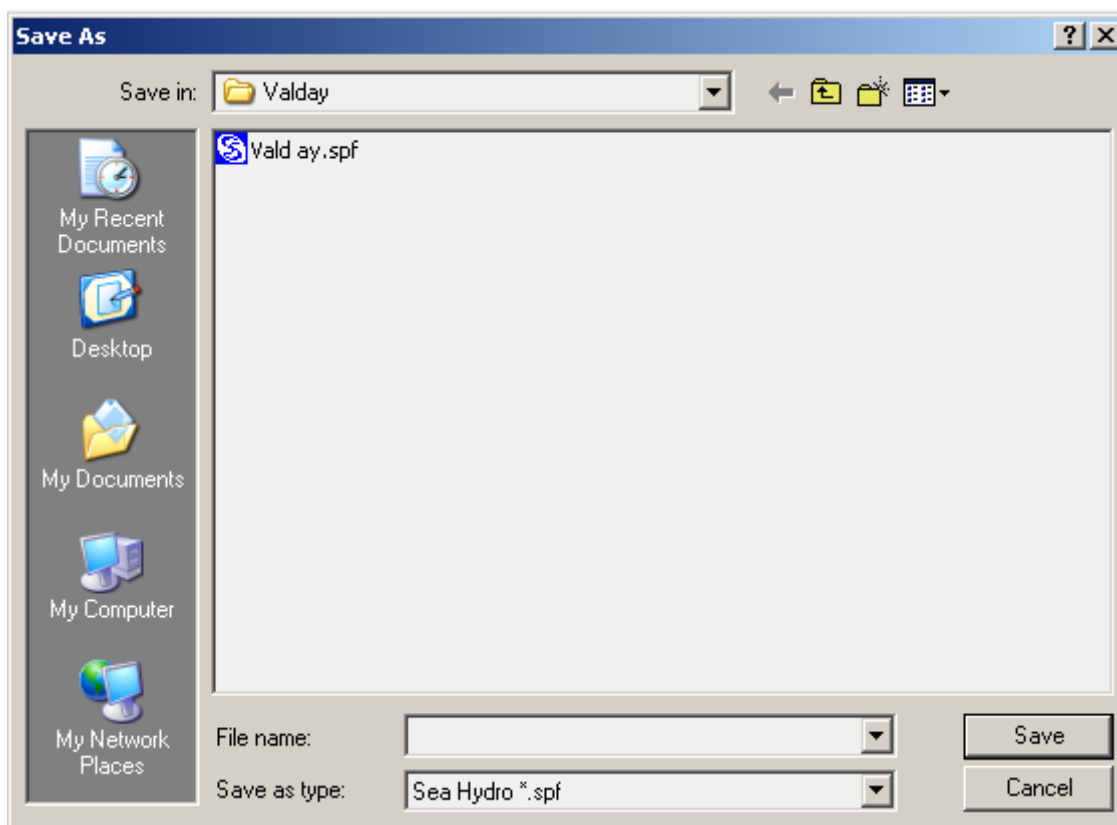 Save As
Save in: Valday
Vald ay.spf
My Recent
Documents
Desktop
My Documents
My Computer
My Network
Places
File name:
Save
Save as type: Sea Hydro *.spf
Cancel